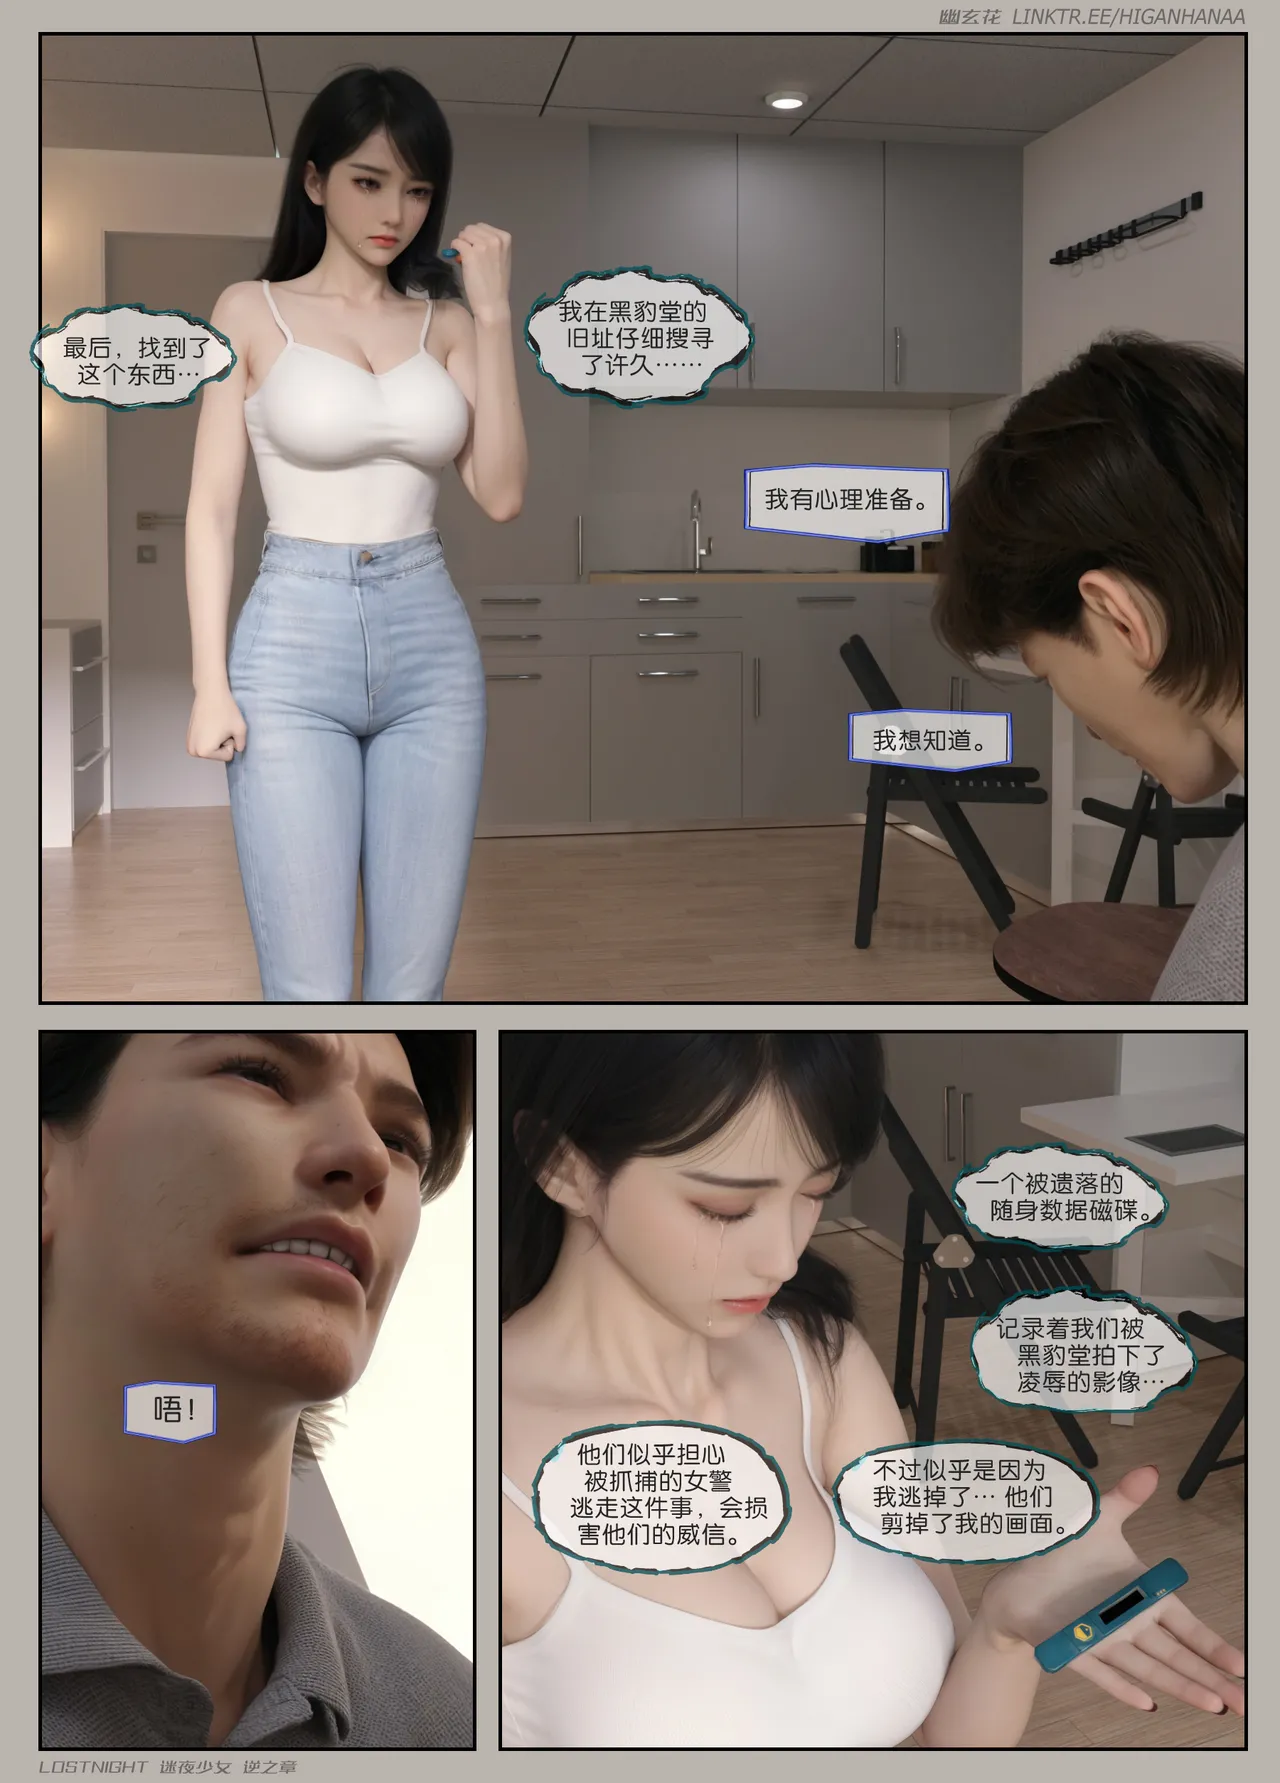 幽玄花 LINKTR.EE/HIGANHANAA
我在黑豹堂的
旧址仔细搜寻
了许久……
最后，找到了
这个东西…
我有心理准备。
我想知道。
唔！
一个被遗落的
随身数据磁碟。
记录着我们被
黑豹堂拍下了
凌辱的影像…
不过似乎是因为
我逃掉了… 他们
剪掉了我的画面。
他们似乎担心
被抓捕的女警
逃走这件事，会损
害他们的威信。
LOSTNIGHT 迷夜少女 逆之章